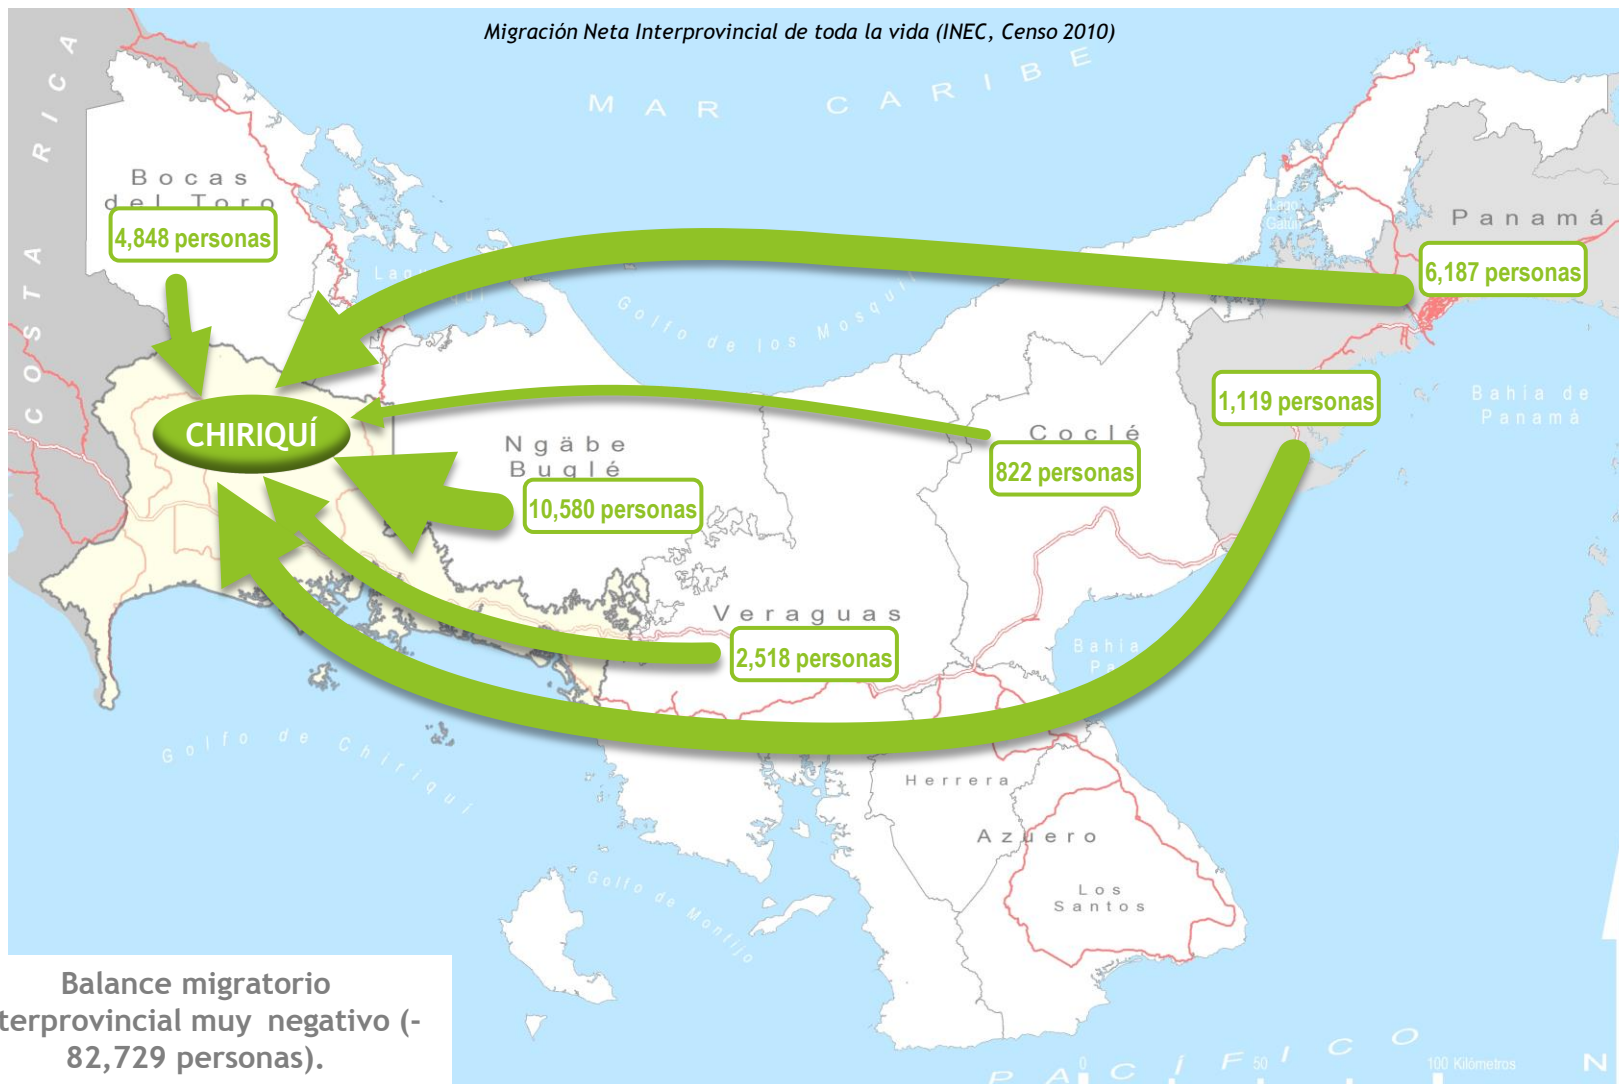 Migración Neta Interprovincial de toda la vida (INEC, Censo 2010)
MAR CARIBE
COSTA RICA
Bocas
del Toro
4,848 personas
Panamá
6,187 personas
Golfo de los
1,119 personas
Bahía de
Panamá
CHIRIQUÍ
Ngäbe
Buglé
10,580 personas
Coclé
822 personas
Veraguas
2,518 personas
Bahía
Golfo de Chiriquí
Herrera
Azuero
Los
Santos
Golfo de Montijo
Balance migratorio
terprovincial muy negativo (-
82,729 personas).
PACÍFICO
0 50 100 Kilómetros
N